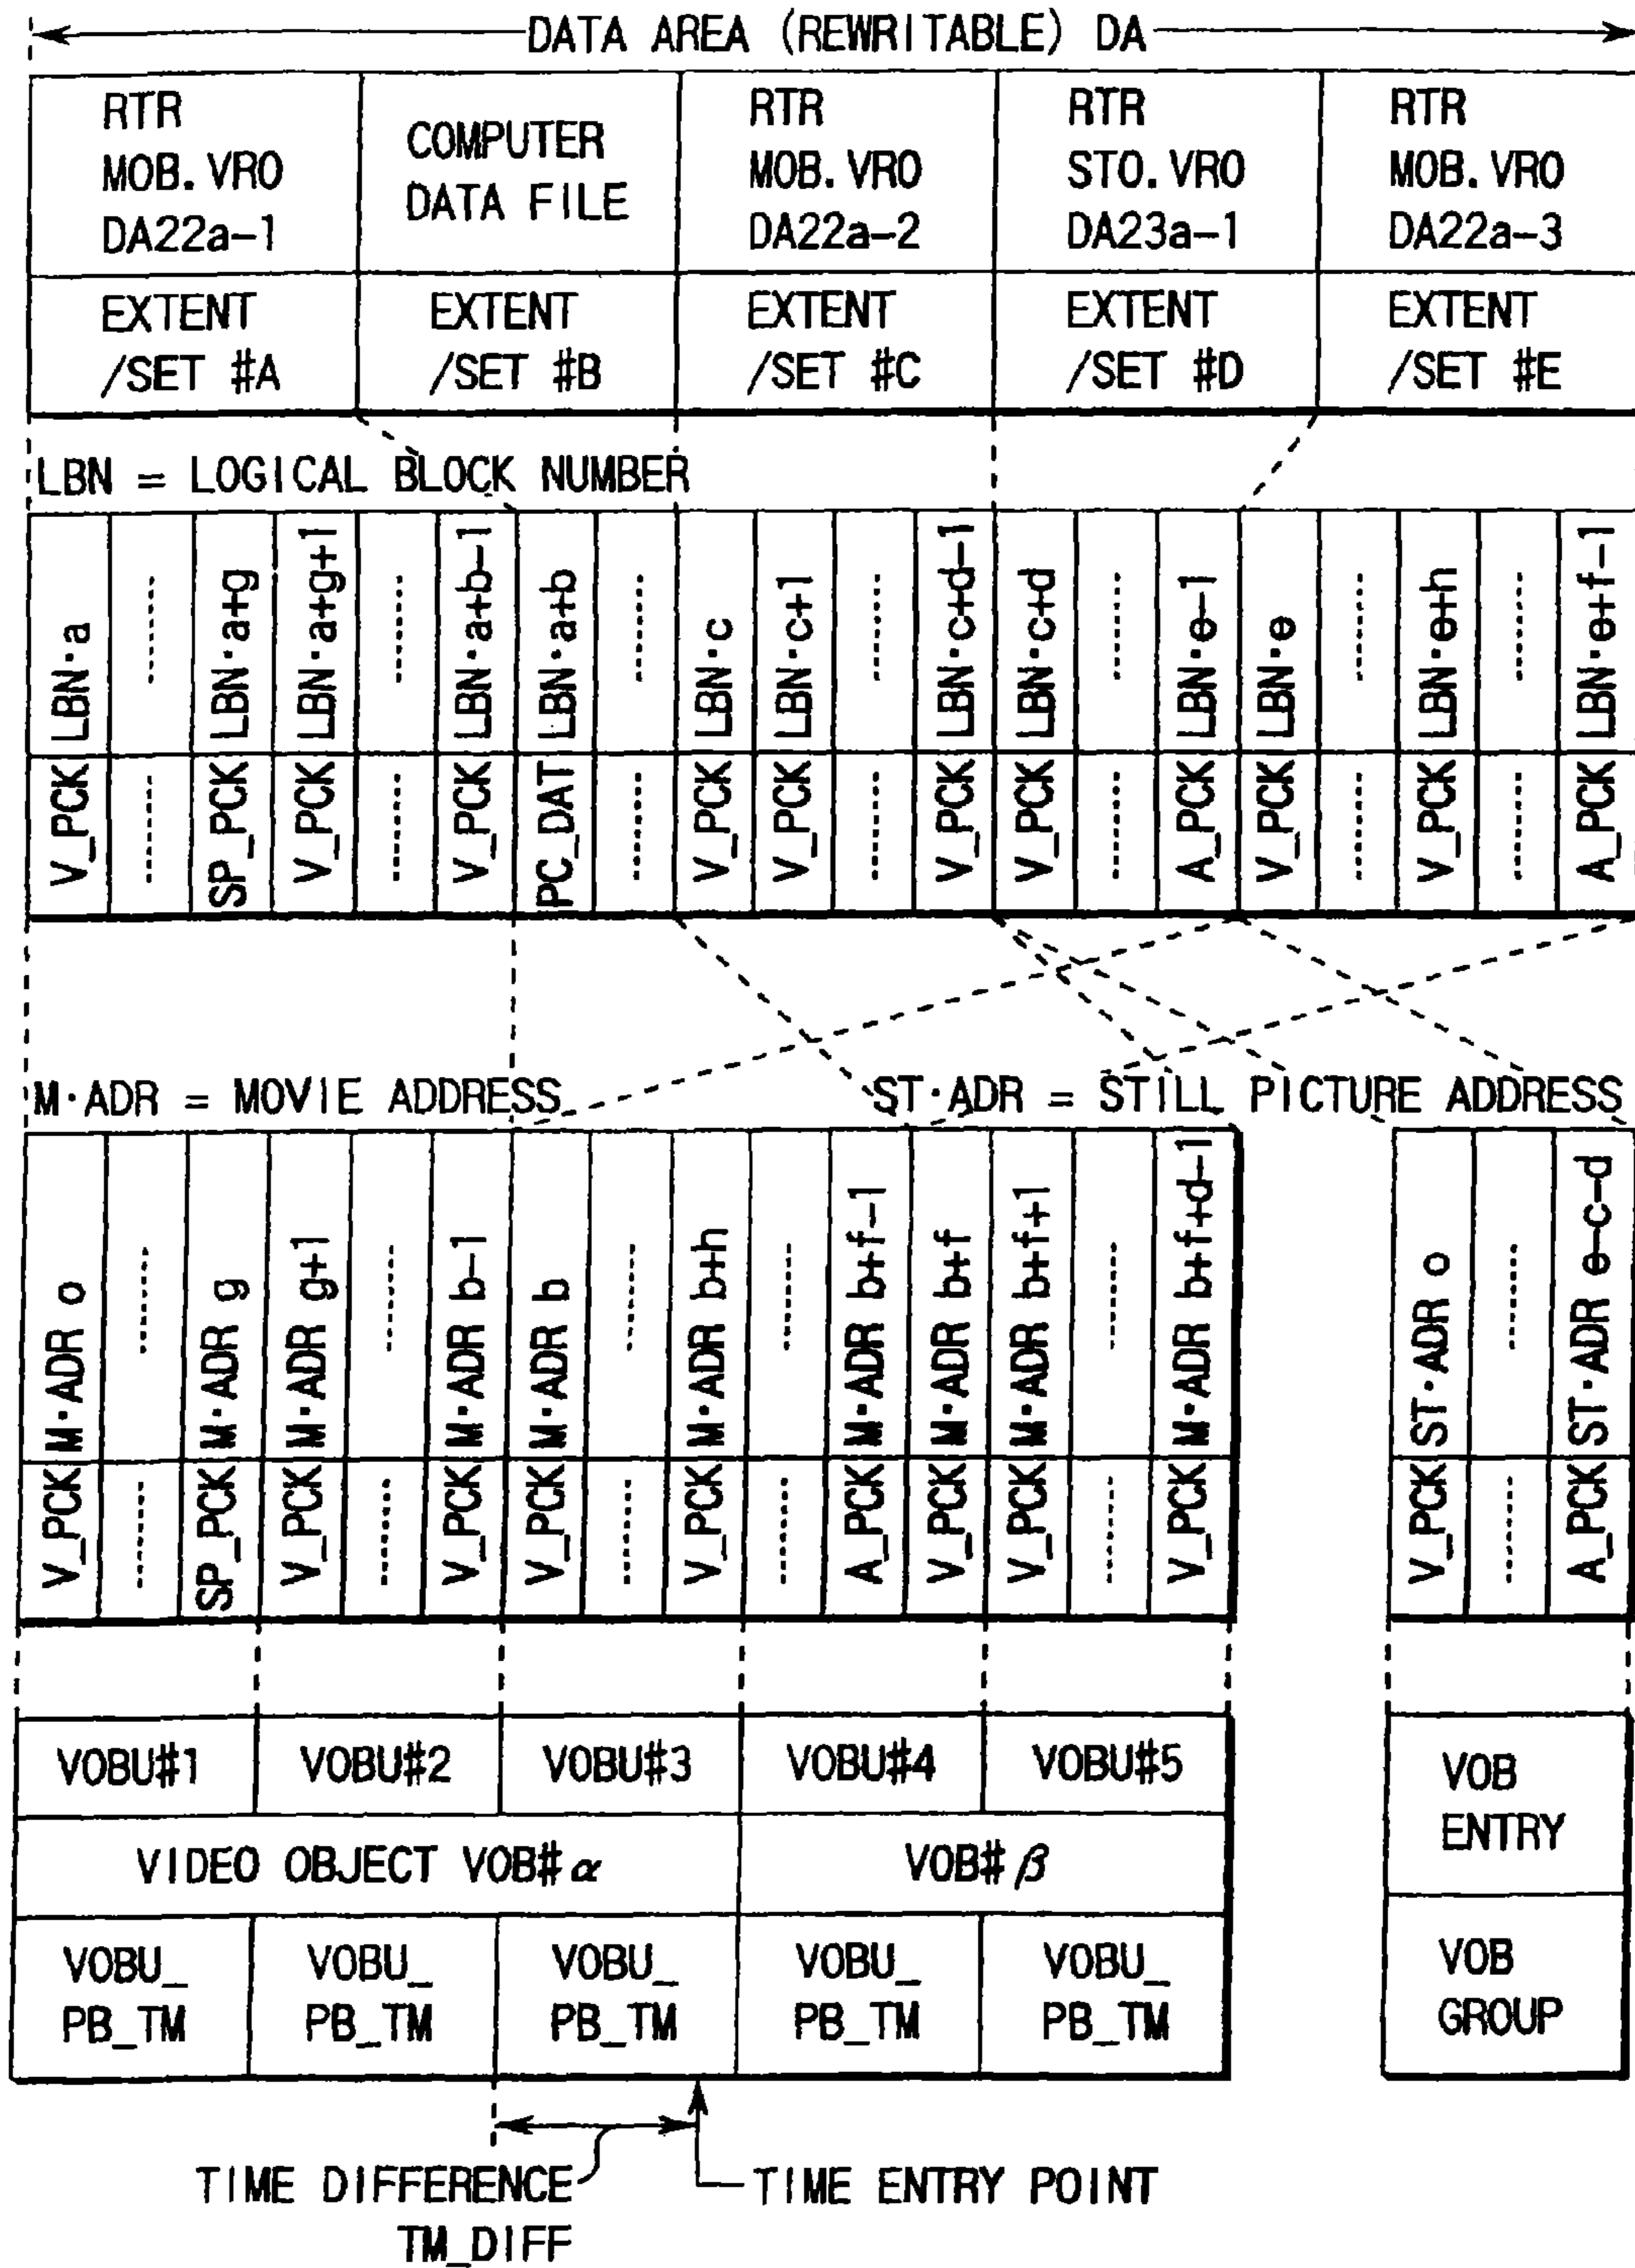 DATA AREA (REWRITABLE) DA
RTR
MOB. VRO
DA22a-1
COMPUTER
DATA FILE
RTR
MOB. VRO
DA22a-2
RTR
STO. VRO
DA23a-1
RTR
MOB. VRO
DA22a-3
EXTENT
/SET #A
EXTENT
/SET #B
EXTENT
/SET #C
EXTENT
/SET #D
EXTENT
/SET #E
LBN = LOGICAL BLOCK NUMBER
LBN·a
LBN·a+g
LBN·a+g+1
LBN·a+b-1
LBN·a+b
LBN·c
LBN·c+1
LBN·c+d-1
LBN·c+d
LBN·e-1
LBN·e
LBN·e+h
LBN·e+f-1
V_PCK
SP_PCK
V_PCK
V_PCK
PC_DAT
V_PCK
V_PCK
V_PCK
V_PCK
A_PCK
V_PCK
V_PCK
A_PCK
M·ADR = MOVIE ADDRESS
ST·ADR = STILL PICTURE ADDRESS
M·ADR o
M·ADR g
M·ADR g+1
M·ADR b-1
M·ADR b
M·ADR b+h
M·ADR b+f-1
M·ADR b+f
M·ADR b+f+1
M·ADR b+f+d-1
ST·ADR o
ST·ADR e-c-d
V_PCK
SP_PCK
V_PCK
V_PCK
V_PCK
V_PCK
A_PCK
V_PCK
V_PCK
V_PCK
V_PCK
A_PCK
VOBU#1
VOBU#2
VOBU#3
VOBU#4
VOBU#5
VOB
ENTRY
VIDEO OBJECT VOB#α
VOB#β
VOBU_
PB_TM
VOBU_
PB_TM
VOBU_
PB_TM
VOBU_
PB_TM
VOBU_
PB_TM
VOB
GROUP
TIME DIFFERENCE
TM_DIFF
TIME ENTRY POINT